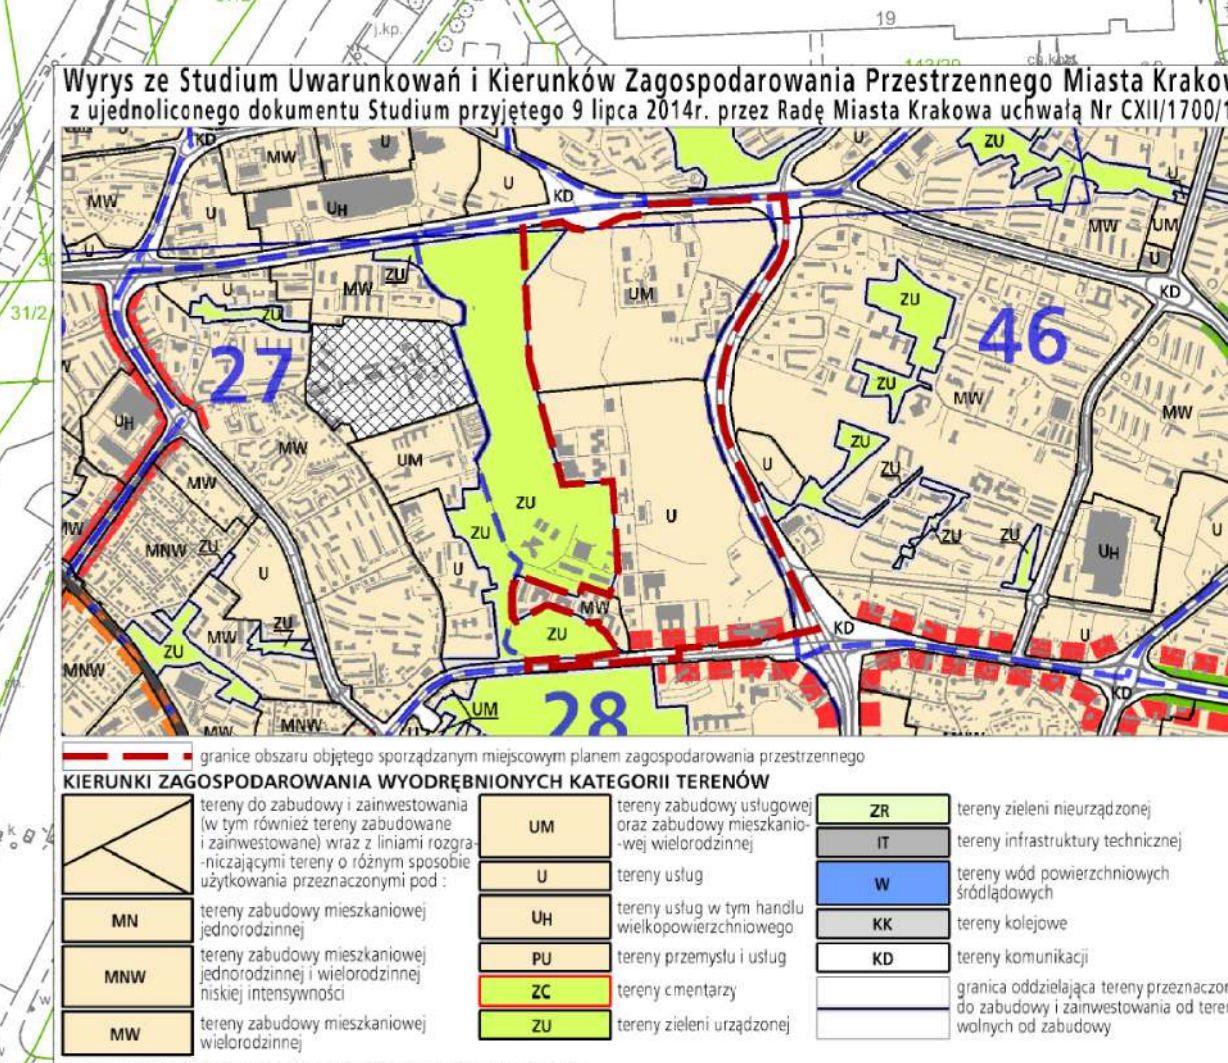 19
j.kp.
Wyrys ze Studium Uwarunkowań i Kierunków Zagospodarowania Przestrzennego Miasta
z ujednoliconego dokumentu Studium przyjętego 9 lipca 2014r. przez Radę Miasta Krakowa uchwałą Nr CXII/1700/
KD
MW
U
ZU
U
MW
U
UH
U
KD
U
ZU
U
MW
UM
U
KD
U
MW
ZU
UM
ZU
U
ZU
31/2
27
46
ZU
MW
MW
UH
MW
UM
ZU
ZU
U
MW
ZU
ZU
U
MNW
ZU
U
ZU
U
ZU
ZU
UH
U
MW
ZU
MW
ZU
ZU
KD
U
MNW
UM
28
KD
MW
MNW
U
granice obszaru objętego sporządzanym miejscowym planem zagospodarowania przestrzennego
KIERUNKI ZAGOSPODAROWANIA WYODRĘBNIONYCH KATEGORII TERENÓW
tereny do zabudowy i zainwestowania
(w tym również tereny zabudowane
i zainwestowane) wraz z liniami rozgra-
-niczającymi tereny o różnym sposobie
użytkowania przeznaczonymi pod :
MN
tereny zabudowy mieszkaniowej
jednorodzinnej
MNW
tereny zabudowy mieszkaniowej
jednorodzinnej i wielorodzinnej
niskiej intensywności
MW
tereny zabudowy mieszkaniowej
wielorodzinnej
UM
tereny zabudowy usługowej
oraz zabudowy mieszkanio-
-wej wielorodzinnej
U
tereny usług
UH
tereny usług w tym handlu
wielkopowierzchniowego
PU
tereny przemysłu i usług
ZC
tereny cmentarzy
ZU
tereny zieleni urządzonej
ZR
tereny zieleni nieurządzonej
IT
tereny infrastruktury technicznej
W
tereny wód powierzchniowych
śródlądowych
KK
tereny kolejowe
KD
tereny komunikacji
granica oddzielająca tereny
do zabudowy i zainwestowania od
wolnych od zabudowy